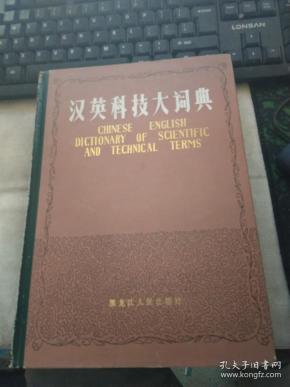 LONGSAN
汉英科技大词典
CHINESE ENGLISH
DICTIONARY OF SCIENTIFIC
AND TECHNICAL TERMS
黑龙江人民出版社
孔夫子旧书网